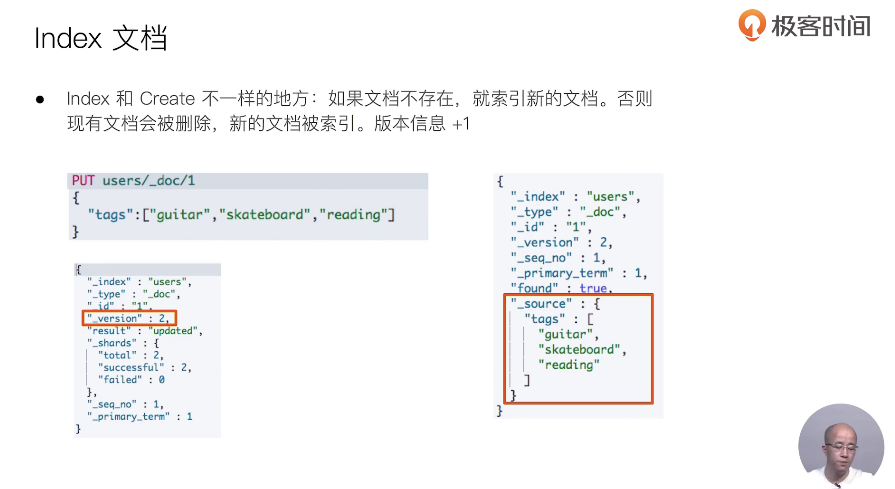 Index 文档
极客时间
● Index 和 Create 不一样的地方：如果文档不存在，就索引新的文档。否则
现有文档会被删除，新的文档被索引。版本信息 +1
PUT users/_doc/1
{
"tags":["guitar","skateboard","reading"]
}
{
"_index" : "users",
"_type" : "_doc",
"_id" : "1",
"_version" : 2,
"result" : "updated",
"_shards" : {
"total" : 2,
"successful" : 2,
"failed" : 0
},
"_seq_no" : 1,
"_primary_term" : 1
}
{
"_index" : "users",
"_type" : "_doc",
"_id" : "1",
"_version" : 2,
"_seq_no" : 1,
"_primary_term" : 1,
"found" : true,
"_source" : {
"tags" : [
"guitar",
"skateboard",
"reading"
]
}
}